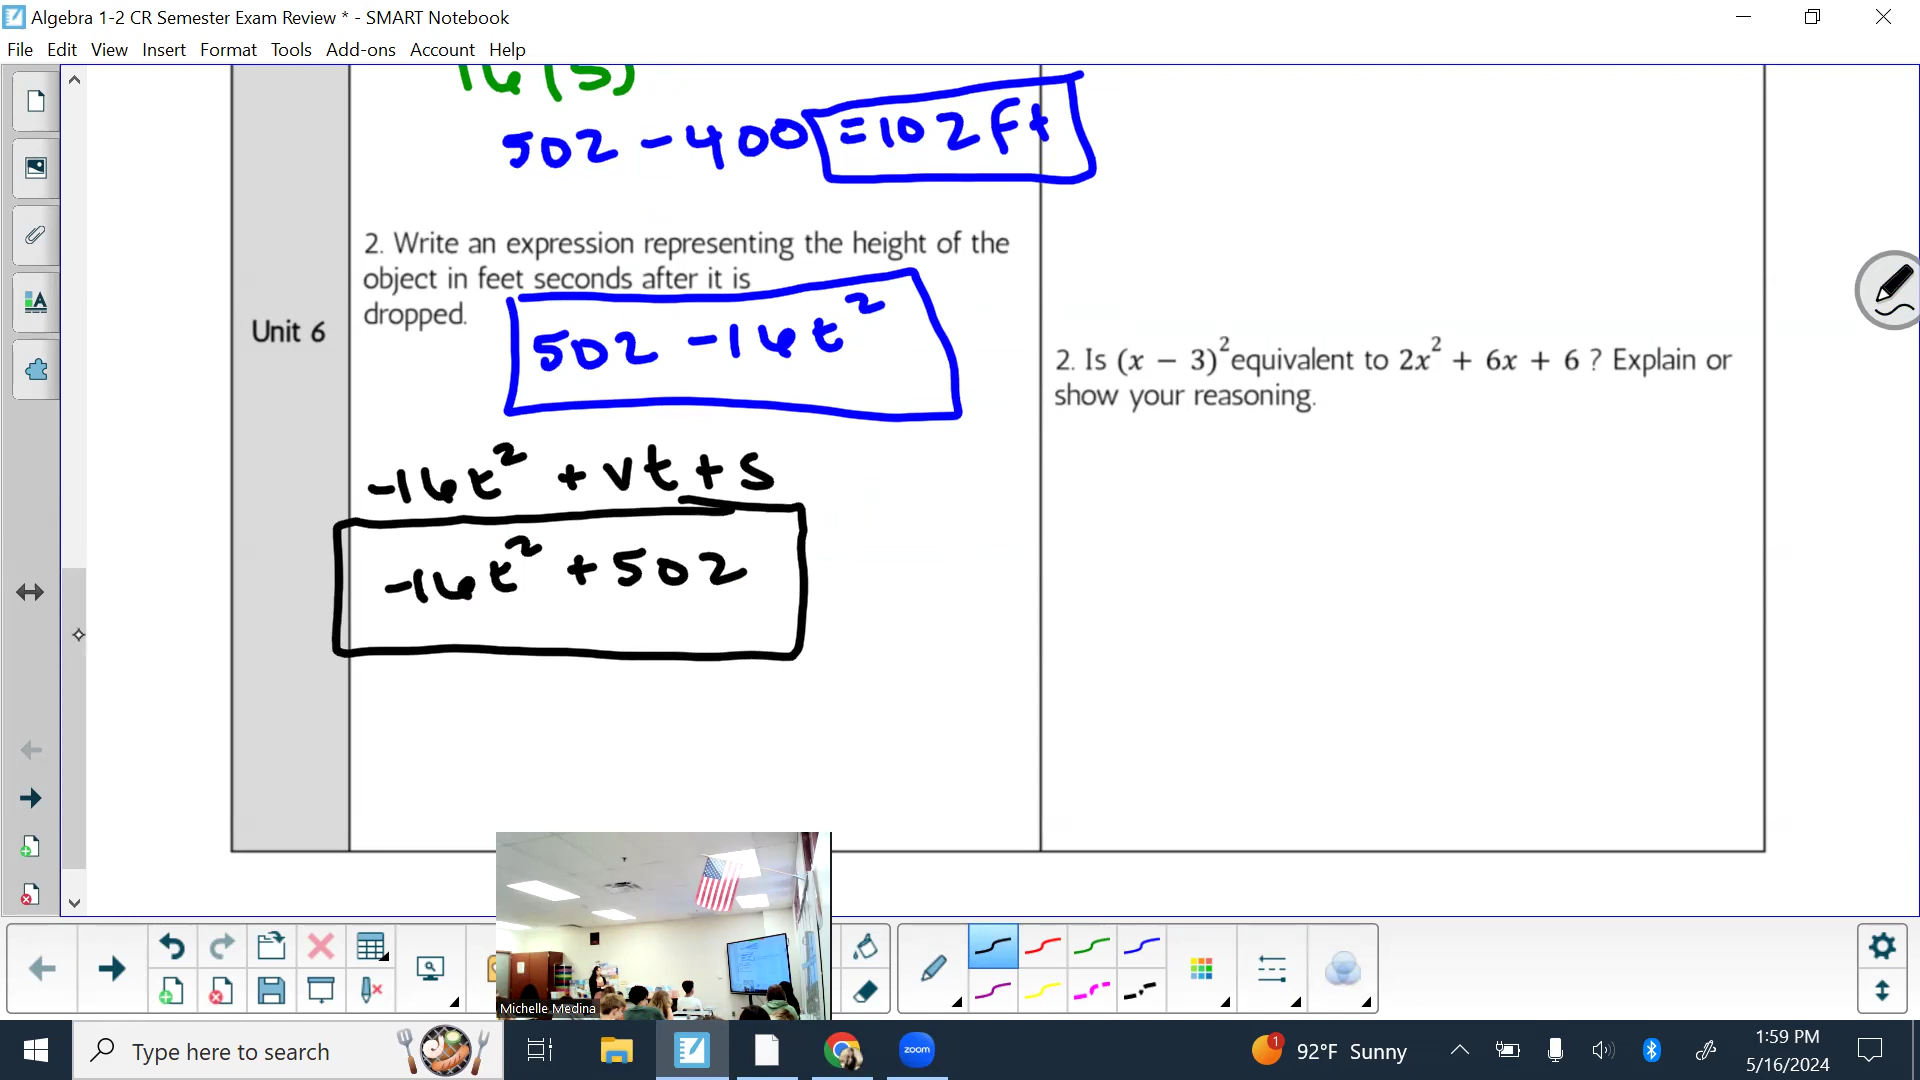 Algebra 1-2 CR Semester Exam Review * - SMART Notebook
File Edit View Insert Format Tools Add-ons Account Help
16(5)
502 - 400 = 102 ft
2. Write an expression representing the height of the
object in feet seconds after it is
dropped.
502 - 16t²
Unit 6
-16t² + vt + s
-16t² + 502
2. Is (x − 3)² equivalent to 2x² + 6x + 6 ? Explain or
show your reasoning.
Michelle Medina
Type here to search
zoom
1
92°F Sunny
1:59 PM
5/16/2024